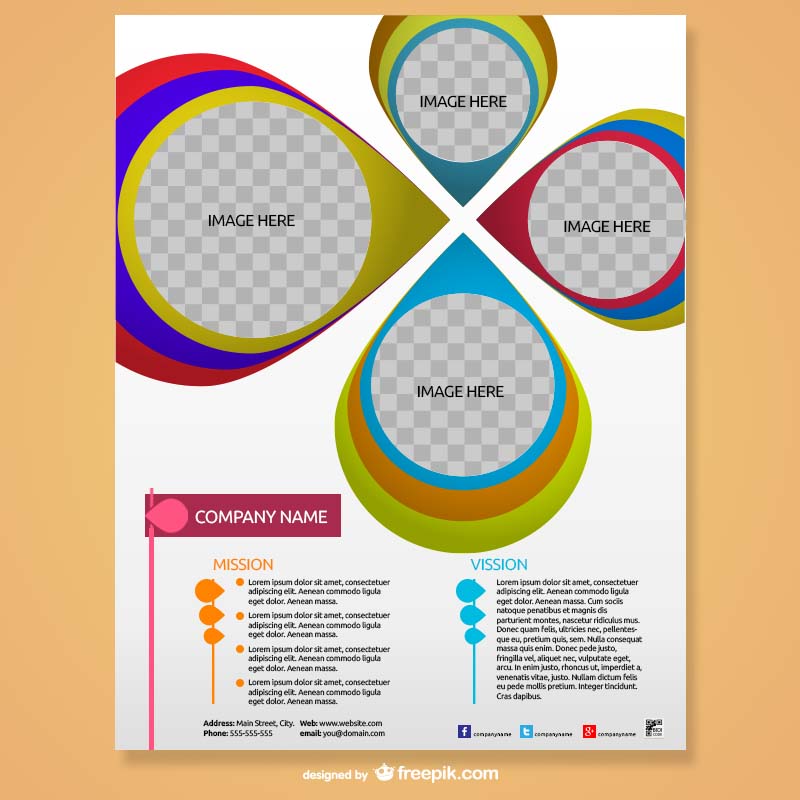 IMAGE HERE
IMAGE HERE
IMAGE HERE
IMAGE HERE
COMPANY NAME
MISSION
Lorem ipsum dolor sit amet, consectetuer
adipiscing elit. Aenean commodo ligula
eget dolor. Aenean massa.
Lorem ipsum dolor sit amet, consectetuer
adipiscing elit. Aenean commodo ligula
eget dolor. Aenean massa.
Lorem ipsum dolor sit amet, consectetuer
adipiscing elit. Aenean commodo ligula
eget dolor. Aenean massa.
Lorem ipsum dolor sit amet, consectetuer
adipiscing elit. Aenean commodo ligula
eget dolor. Aenean massa.
VISSION
Lorem ipsum dolor sit amet, consectetuer
adipiscing elit. Aenean commodo ligula
eget dolor. Aenean massa. Cum sociis
natoque penatibus et magnis dis
parturient montes, nascetur ridiculus mus.
Donec quam felis, ultricies nec, pellentes-
que eu, pretium quis, sem. Nulla consequat
massa quis enim. Donec pede justo,
fringilla vel, aliquet nec, vulputate eget,
arcu. In enim justo, rhoncus ut, imperdiet a,
venenatis vitae, justo. Nullam dictum felis
eu pede mollis pretium. Integer tincidunt.
Cras dapibus.
Address: Main Street, City. Web: www.website.com
Phone: 555-555-555 email: you@domain.com
f companyname t companyname g+ companyname
BIDI
CODE
designed by freepik.com